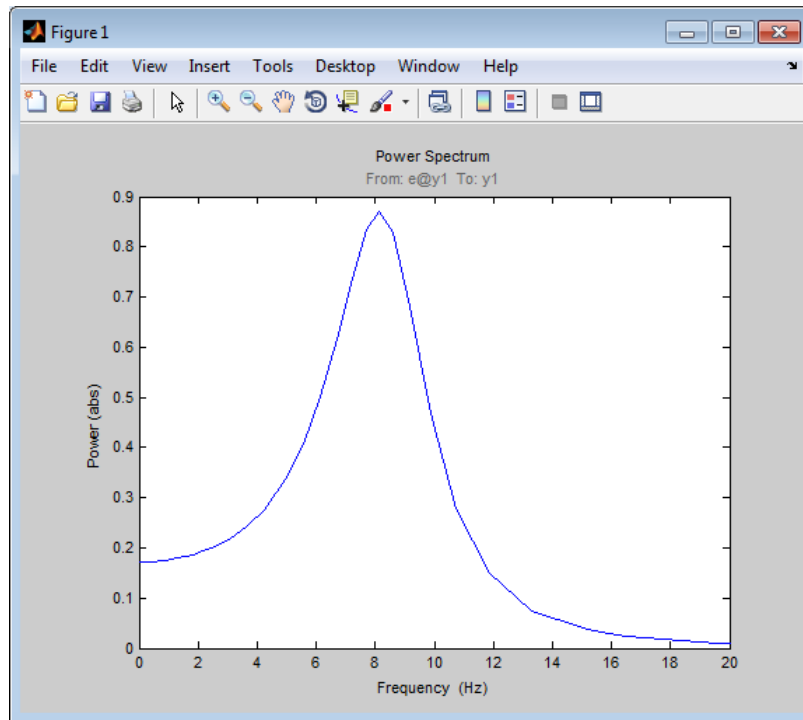 Figure 1
File Edit View Insert Tools Desktop Window Help
Power Spectrum
From: e@y1 To: y1
0.9
0.8
0.7
0.6
0.5
0.4
0.3
0.2
0.1
0
Power (abs)
0 2 4 6 8 10 12 14 16 18 20
Frequency (Hz)